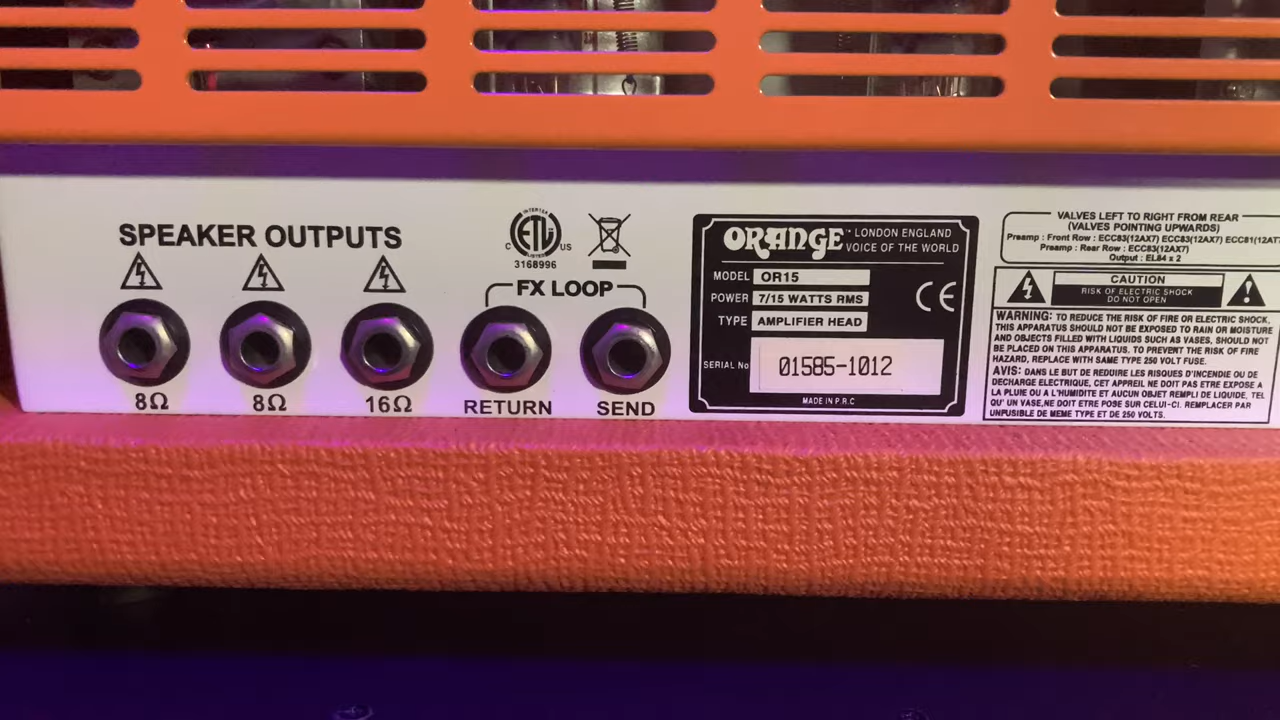 SPEAKER OUTPUTS
8Ω
8Ω
16Ω
INTERTEK
ETL
LISTED
C
US
3168996
FX LOOP
RETURN
SEND
ORANGE™ LONDON ENGLAND
VOICE OF THE WORLD
MODEL OR15
POWER 7/15 WATTS RMS
TYPE AMPLIFIER HEAD
CE
SERIAL No 01585-1012
MADE IN P.R.C
VALVES LEFT TO RIGHT FROM REAR
(VALVES POINTING UPWARDS)
Preamp : Front Row : ECC83(12AX7) ECC83(12AX7) ECC81(12AT7
Preamp : Rear Row : ECC83(12AX7)
Output : EL84 x 2
CAUTION
RISK OF ELECTRIC SHOCK
DO NOT OPEN
WARNING: TO REDUCE THE RISK OF FIRE OR ELECTRIC SHOCK,
THIS APPARATUS SHOULD NOT BE EXPOSED TO RAIN OR MOISTURE
AND OBJECTS FILLED WITH LIQUIDS SUCH AS VASES, SHOULD NOT
BE PLACED ON THIS APPARATUS. TO PREVENT THE RISK OF FIRE
HAZARD, REPLACE WITH SAME TYPE 250 VOLT FUSE.
AVIS: DANS LE BUT DE REDUIRE LES RISQUES D'INCENDIE OU DE
DECHARGE ELECTRIQUE, CET APPREIL NE DOIT PAS ETRE EXPOSE A
LA PLUIE OU A L'HUMIDITE ET AUCUN OBJET REMPLI DE LIQUIDE, TEL
QU' UN VASE,NE DOIT ETRE POSE SUR CELUI-CI. REMPLACER PAR
UNFUSIBLE DE MEME TYPE ET DE 250 VOLTS.